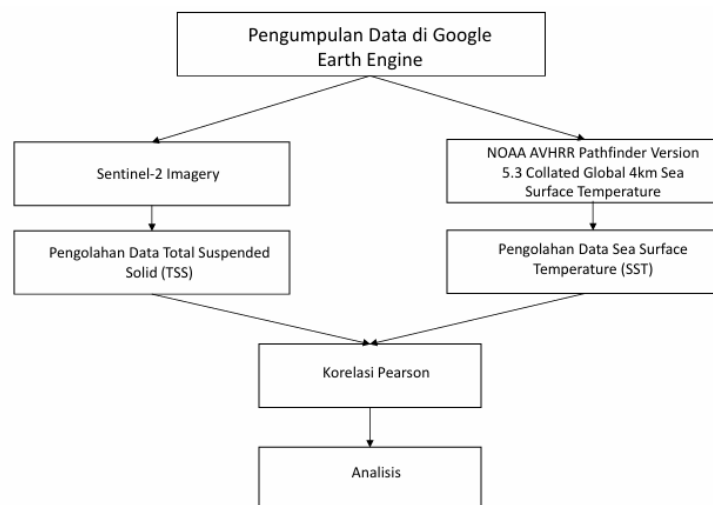 Pengumpulan Data di Google
Earth Engine
Sentinel-2 Imagery
NOAA AVHRR Pathfinder Version
5.3 Collated Global 4km Sea
Surface Temperature
Pengolahan Data Total Suspended
Solid (TSS)
Pengolahan Data Sea Surface
Temperature (SST)
Korelasi Pearson
Analisis